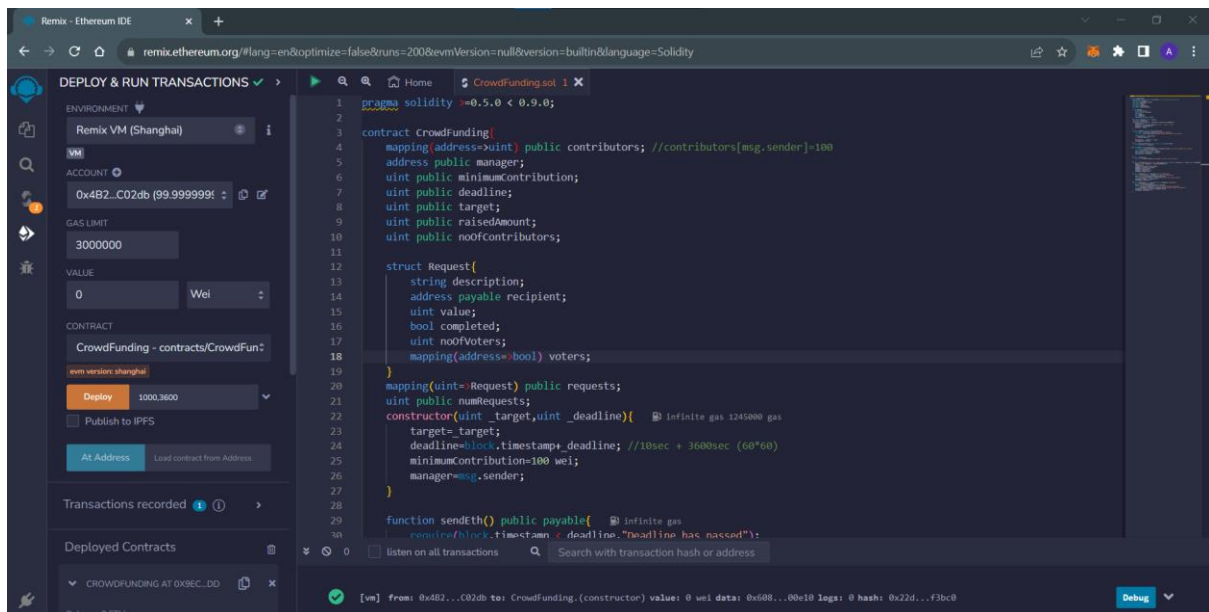 Remix - Ethereum IDE
remix.ethereum.org/#lang=en&optimize=false&runs=200&evmVersion=null&version=builtin&language=Solidity
A
DEPLOY & RUN TRANSACTIONS
ENVIRONMENT
Remix VM (Shanghai)
VM
ACCOUNT
0x4B2...C02db (99.9999999
GAS LIMIT
3000000
VALUE
0 Wei
CONTRACT
CrowdFunding - contracts/CrowdFun
evm version: shanghai
Deploy 1000,3600
Publish to IPFS
At Address Load contract from Address
Transactions recorded 1 i
Deployed Contracts
CROWDFUNDING AT 0X9EC...DD
2
Home CrowdFunding.sol 1
1 pragma solidity >=0.5.0 < 0.9.0;
2
3 contract CrowdFunding{
4 mapping(address=>uint) public contributors; //contributors[msg.sender]=100
5 address public manager;
6 uint public minimumContribution;
7 uint public deadline;
8 uint public target;
9 uint public raisedAmount;
10 uint public noOfContributors;
11
12 struct Request{
13 string description;
14 address payable recipient;
15 uint value;
16 bool completed;
17 uint noOfVoters;
18 mapping(address=>bool) voters;
19 }
20 mapping(uint=>Request) public requests;
21 uint public numRequests;
22 constructor(uint _target,uint _deadline){ infinite gas 1245000 gas
23 target=_target;
24 deadline=block.timestamp+_deadline; //10sec + 3600sec (60*60)
25 minimumContribution=100 wei;
26 manager=msg.sender;
27 }
28
29 function sendEth() public payable{ infinite gas
30 require(block.timestamp < deadline,"Deadline has passed");
0 listen on all transactions Search with transaction hash or address
[vm] from: 0x4B2...C02db to: CrowdFunding.(constructor) value: 0 wei data: 0x608...00e10 logs: 0 hash: 0x22d...f3bc0
Debug